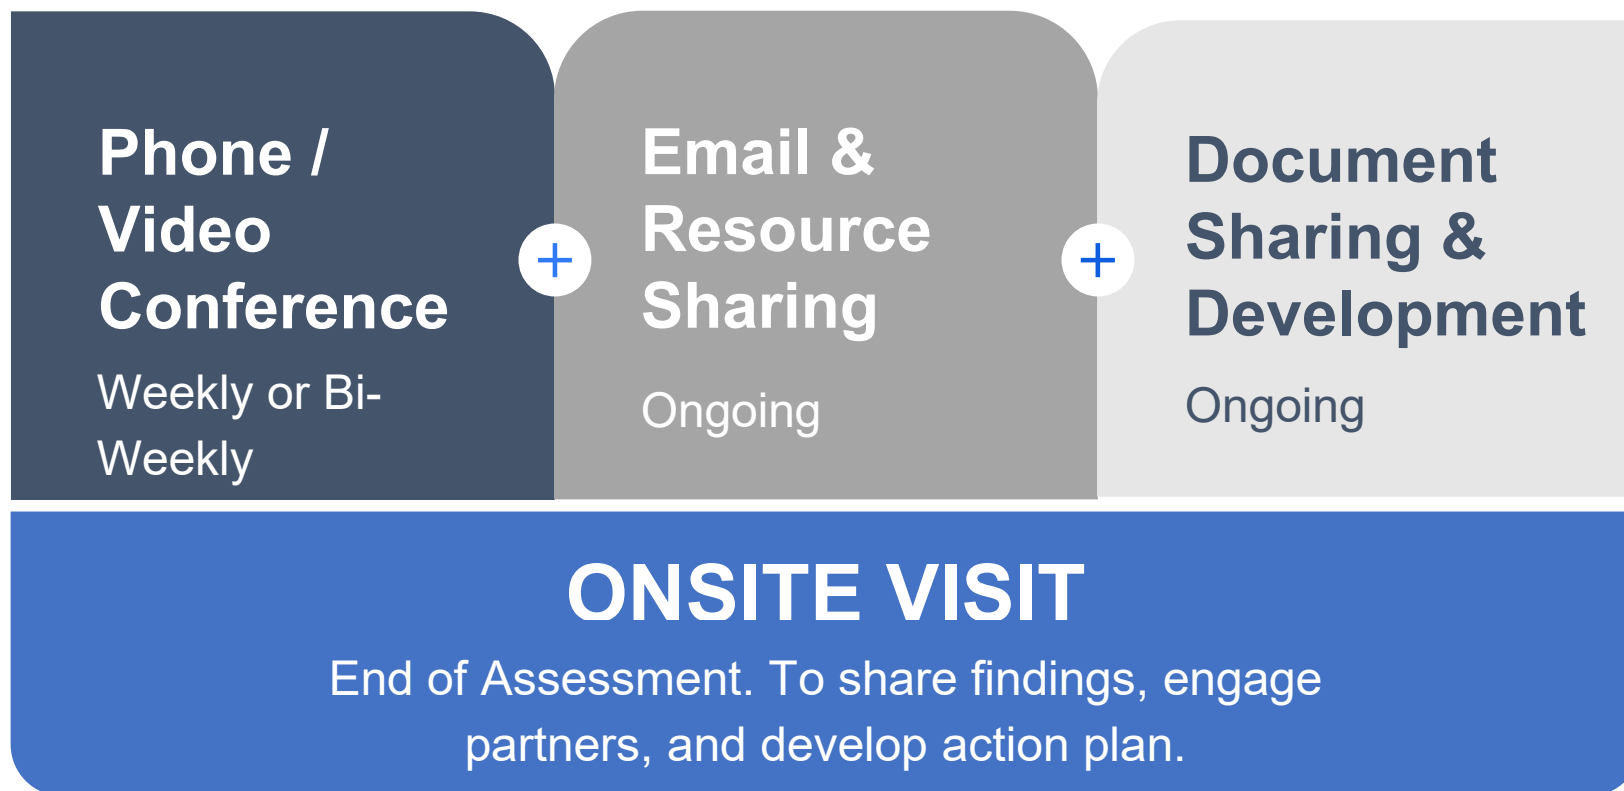 Phone /
Video
Conference
Weekly or Bi-
Weekly
Email &
Resource
Sharing
Ongoing
Document
Sharing &
Development
Ongoing
ONSITE VISIT
End of Assessment. To share findings, engage
partners, and develop action plan.